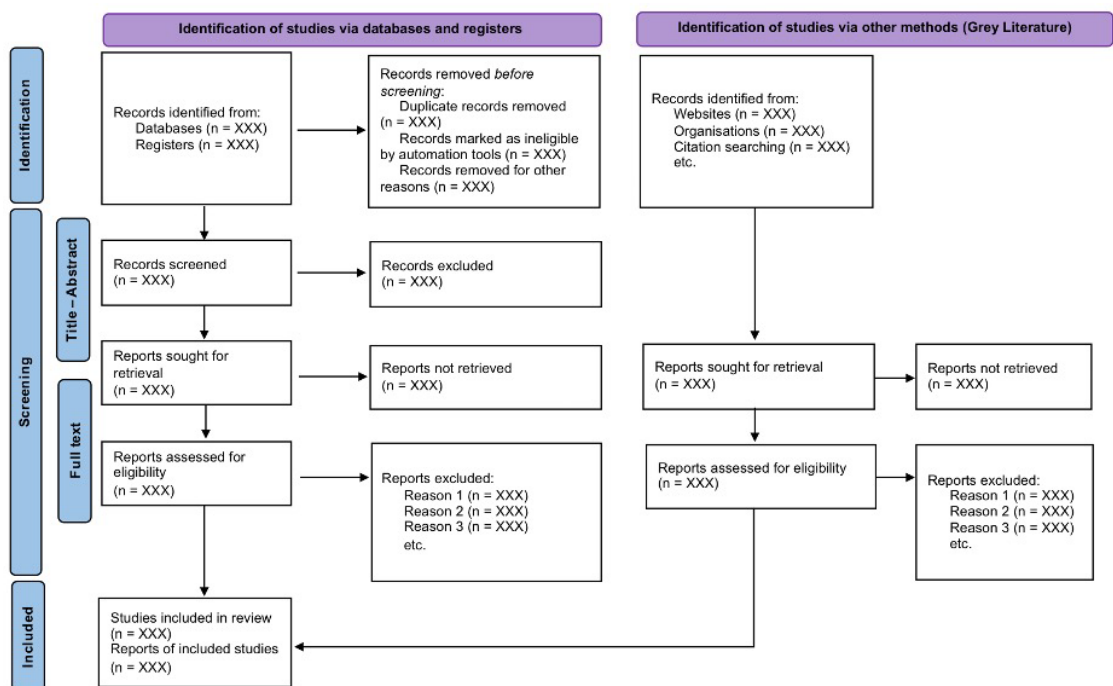 Identification of studies via databases and registers
Identification of studies via other methods (Grey Literature)
Identification
Records identified from:
Databases (n = XXX)
Registers (n = XXX)
Records removed before
screening:
Duplicate records removed
(n = XXX)
Records marked as ineligible
by automation tools (n = XXX)
Records removed for other
reasons (n = XXX)
Records identified from:
Websites (n = XXX)
Organisations (n = XXX)
Citation searching (n = XXX)
etc.
Screening
Title – Abstract
Records screened
(n = XXX)
Records excluded
(n = XXX)
Reports sought for
retrieval
(n = XXX)
Reports not retrieved
(n = XXX)
Reports sought for retrieval
(n = XXX)
Reports not retrieved
(n = XXX)
Full text
Reports assessed for
eligibility
(n = XXX)
Reports excluded:
Reason 1 (n = XXX)
Reason 2 (n = XXX)
Reason 3 (n = XXX)
etc.
Reports assessed for eligibility
(n = XXX)
Reports excluded:
Reason 1 (n = XXX)
Reason 2 (n = XXX)
Reason 3 (n = XXX)
etc.
Included
Studies included in review
(n = XXX)
Reports of included studies
(n = XXX)